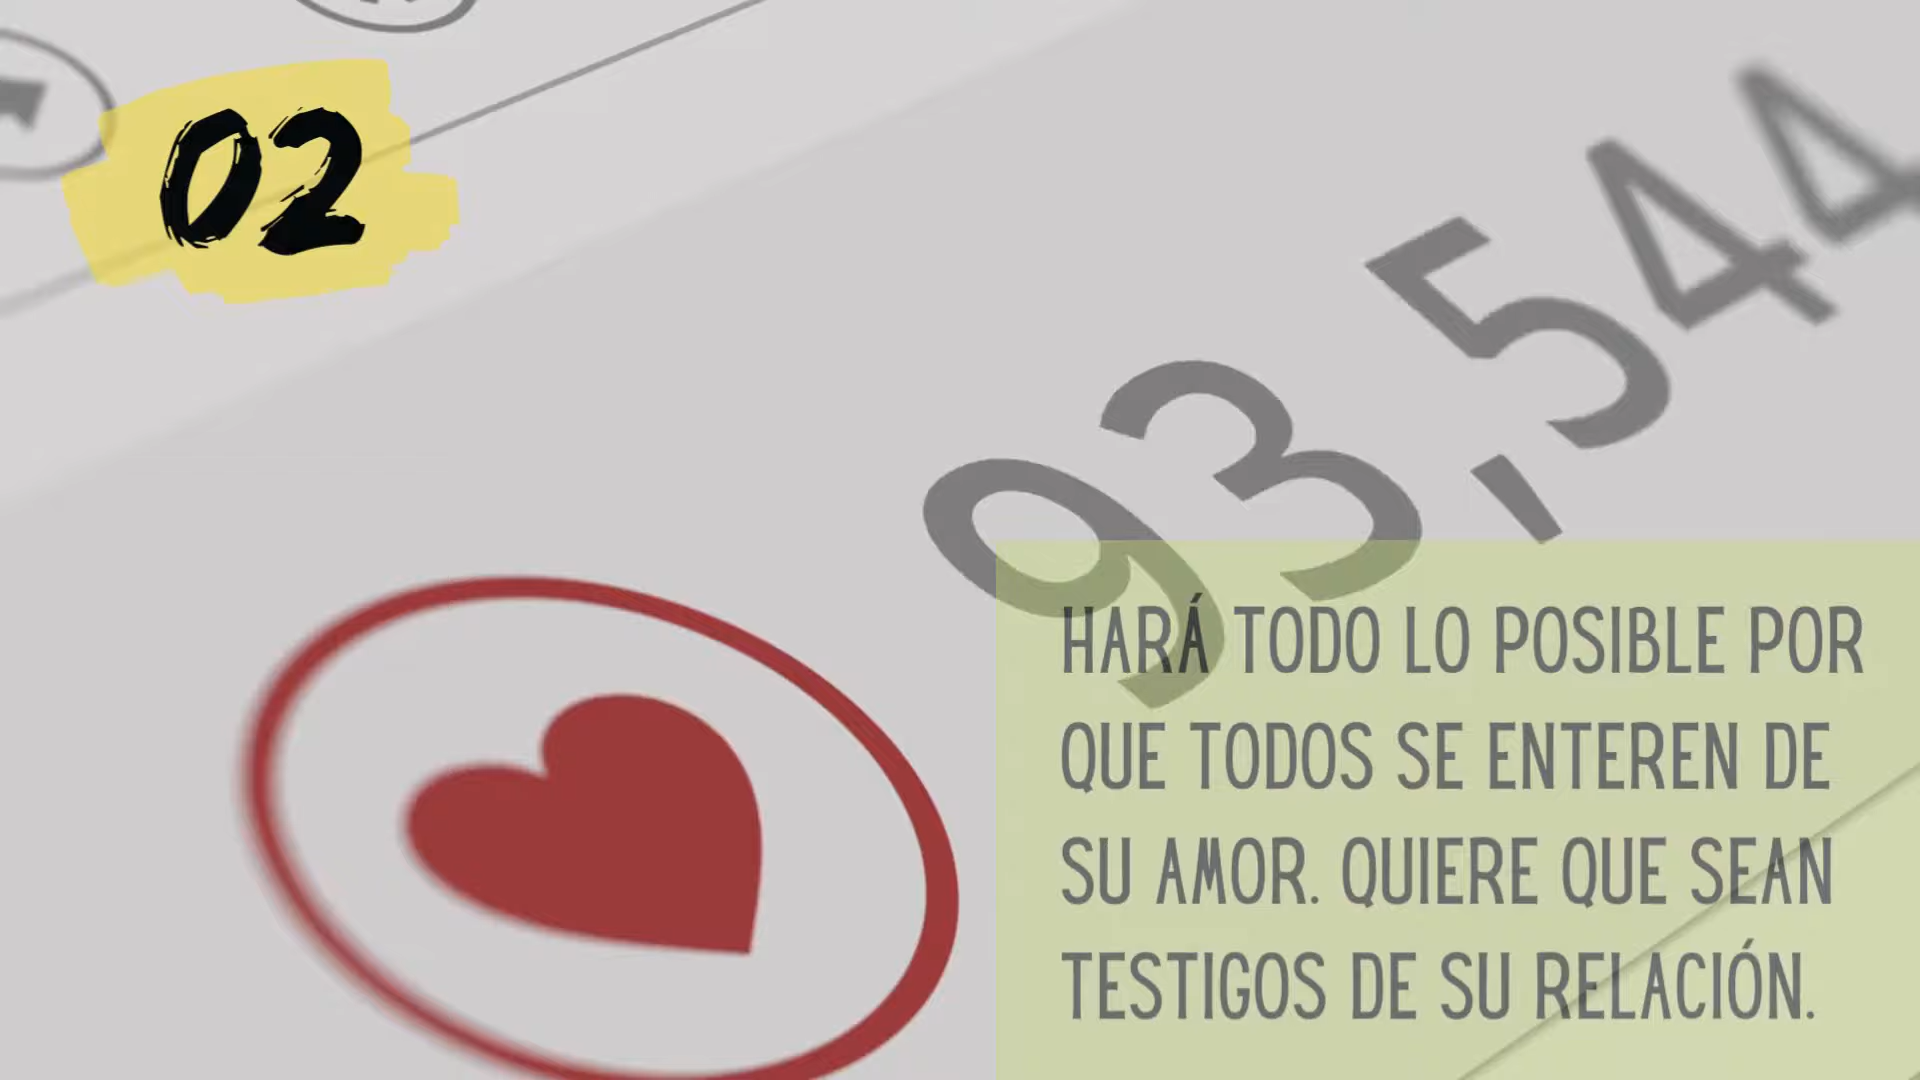 02
93,544
HARÁ TODO LO POSIBLE POR
QUE TODOS SE ENTEREN DE
SU AMOR. QUIERE QUE SEAN
TESTIGOS DE SU RELACIÓN.